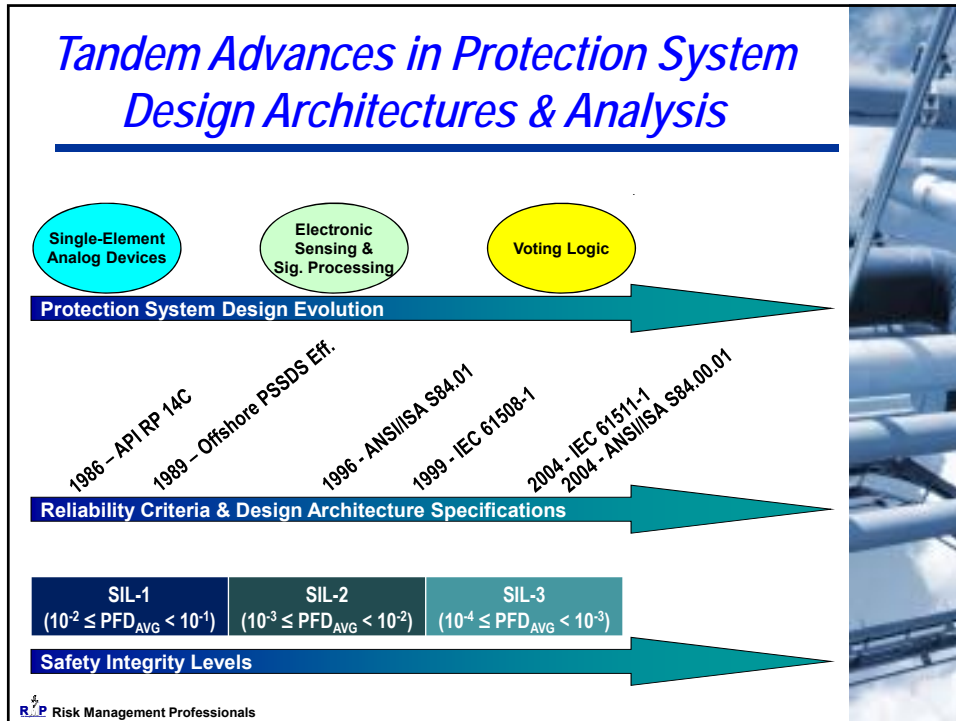 Tandem Advances in Protection System
Design Architectures & Analysis
Single-Element
Analog Devices
Electronic
Sensing &
Sig. Processing
Voting Logic
Protection System Design Evolution
1986 – API RP 14C
1989 – Offshore PSSDS Eff.
1996 - ANSI/ISA S84.01
1999 - IEC 61508-1
2004 - IEC 61511-1
2004 - ANSI/ISA S84.00.01
Reliability Criteria & Design Architecture Specifications
SIL-1
(10⁻² ≤ PFD_AVG < 10⁻¹)
SIL-2
(10⁻³ ≤ PFD_AVG < 10⁻²)
SIL-3
(10⁻⁴ ≤ PFD_AVG < 10⁻³)
Safety Integrity Levels
RMP Risk Management Professionals